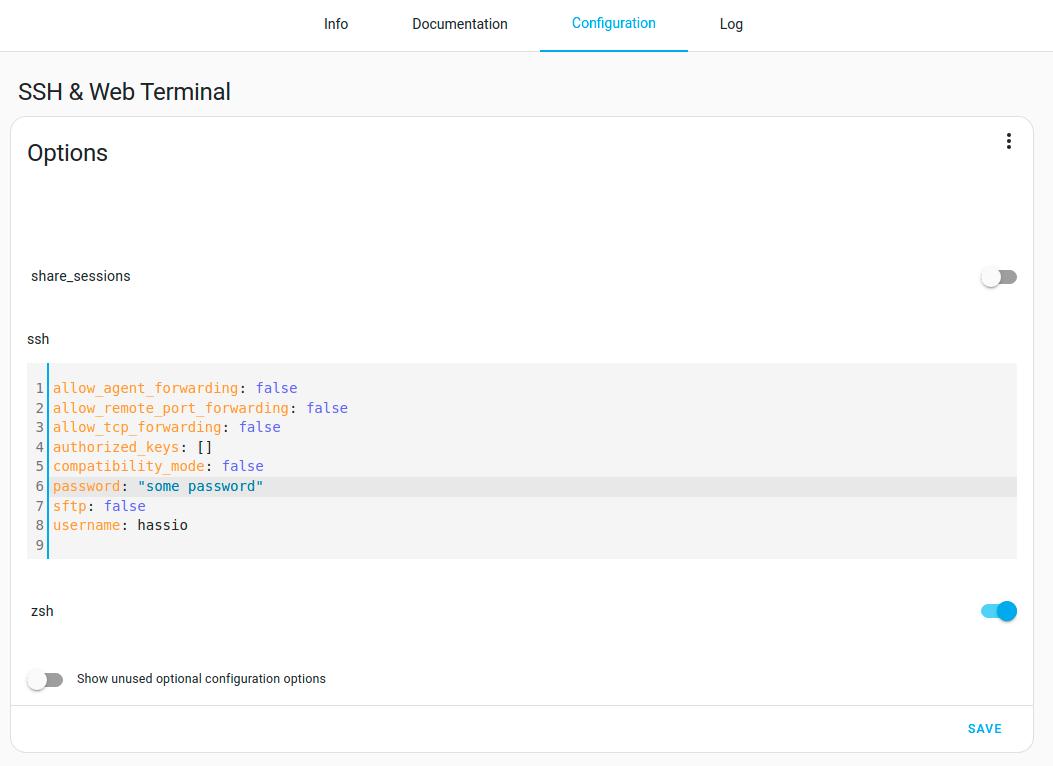 Info Documentation Configuration Log
SSH & Web Terminal
Options
share_sessions
ssh
1 allow_agent_forwarding: false
2 allow_remote_port_forwarding: false
3 allow_tcp_forwarding: false
4 authorized_keys: []
5 compatibility_mode: false
6 password: "some password"
7 sftp: false
8 username: hassio
9
zsh
Show unused optional configuration options
SAVE